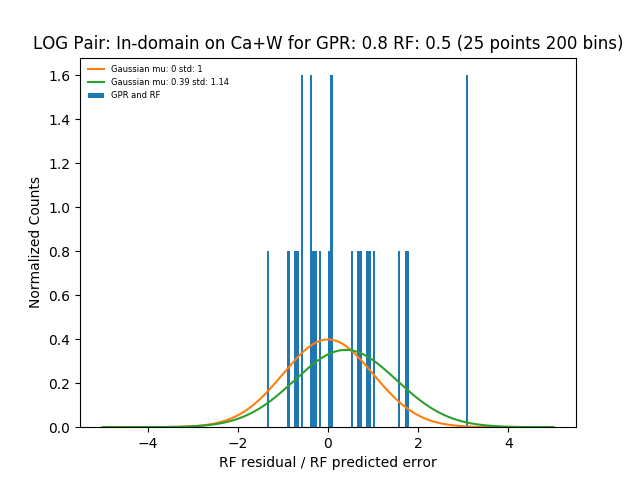 LOG Pair: In-domain on Ca+W for GPR: 0.8 RF: 0.5 (25 points 200 bins)
Gaussian mu: 0 std: 1
Gaussian mu: 0.39 std: 1.14
GPR and RF
1.6
1.4
1.2
1.0
0.8
0.6
0.4
0.2
0.0
Normalized Counts
−4 −2 0 2 4
RF residual / RF predicted error